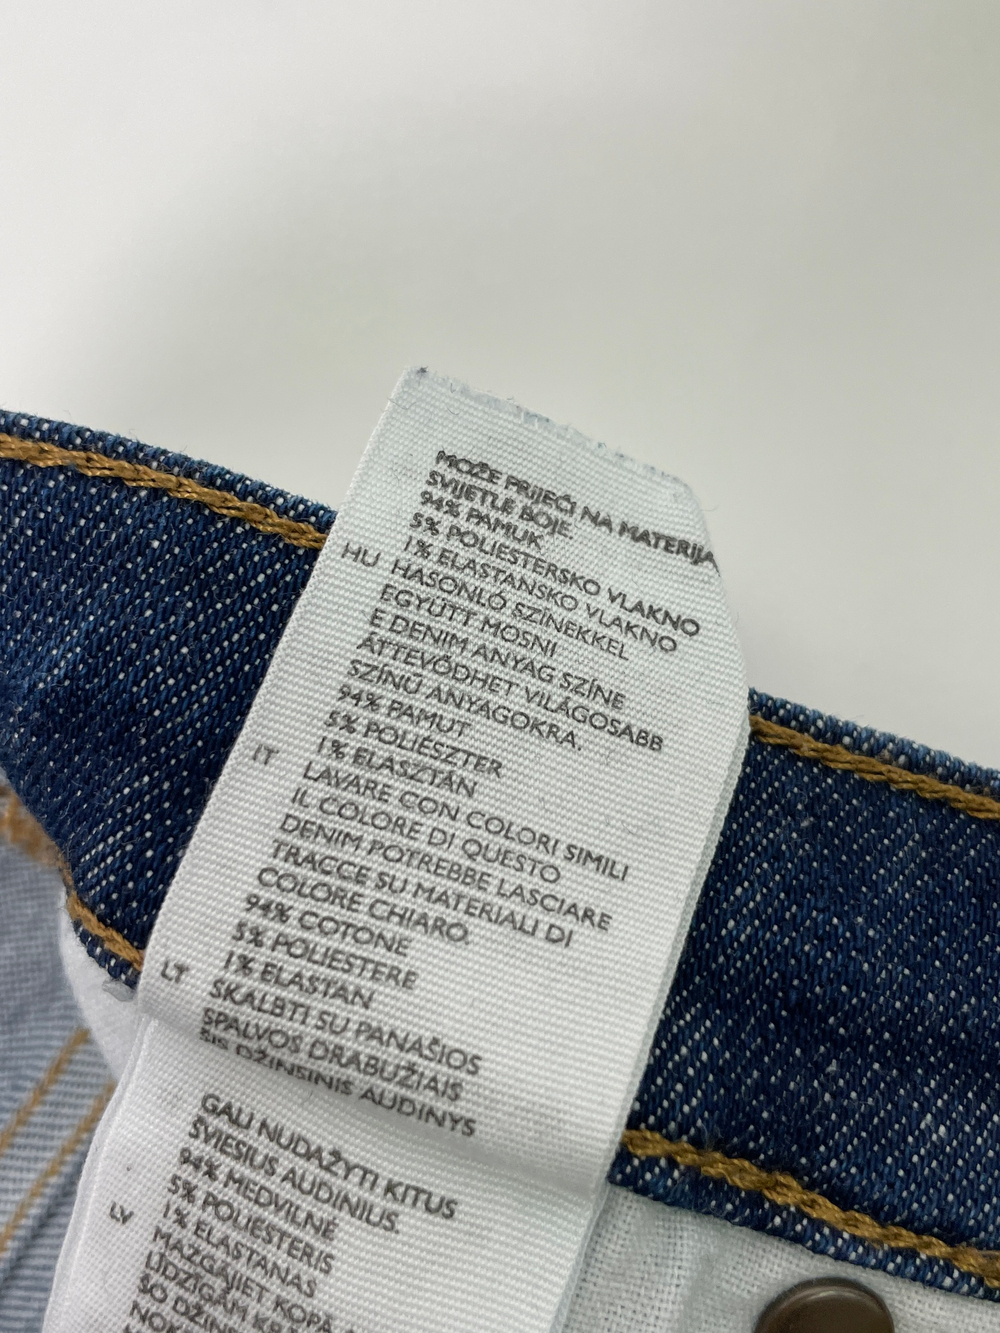 MOŽE PRIJEĆI NA MATERIJA
SVIJETLE BOJE.
94% PAMUK
5% POLIESTERSKO VLAKNO
1% ELASTANSKO VLAKNO
HU HASONLÓ SZÍNEKKEL
EGYÜTT MOSNI
E DENIM ANYAG SZÍNE
ÁTTEVŐDHET VILÁGOSABB
SZÍNŰ ANYAGOKRA.
94% PAMUT
5% POLIÉSZTER
1% ELASZTÁN
IT LAVARE CON COLORI SIMILI
IL COLORE DI QUESTO
DENIM POTREBBE LASCIARE
TRACCE SU MATERIALI DI
COLORE CHIARO.
94% COTONE
5% POLIESTERE
1% ELASTAN
LT SKALBTI SU PANAŠIOS
SPALVOS DRABUŽIAIS
ŠIS DŽINSINIS AUDINYS
GALI NUDAŽYTI KITUS
ŠVIESIUS AUDINIUS.
94% MEDVILNĖ
5% POLIESTERIS
1% ELASTANAS
LV MAZGĀJIET KOPĀ
LĪDZĪGĀM
ŠO